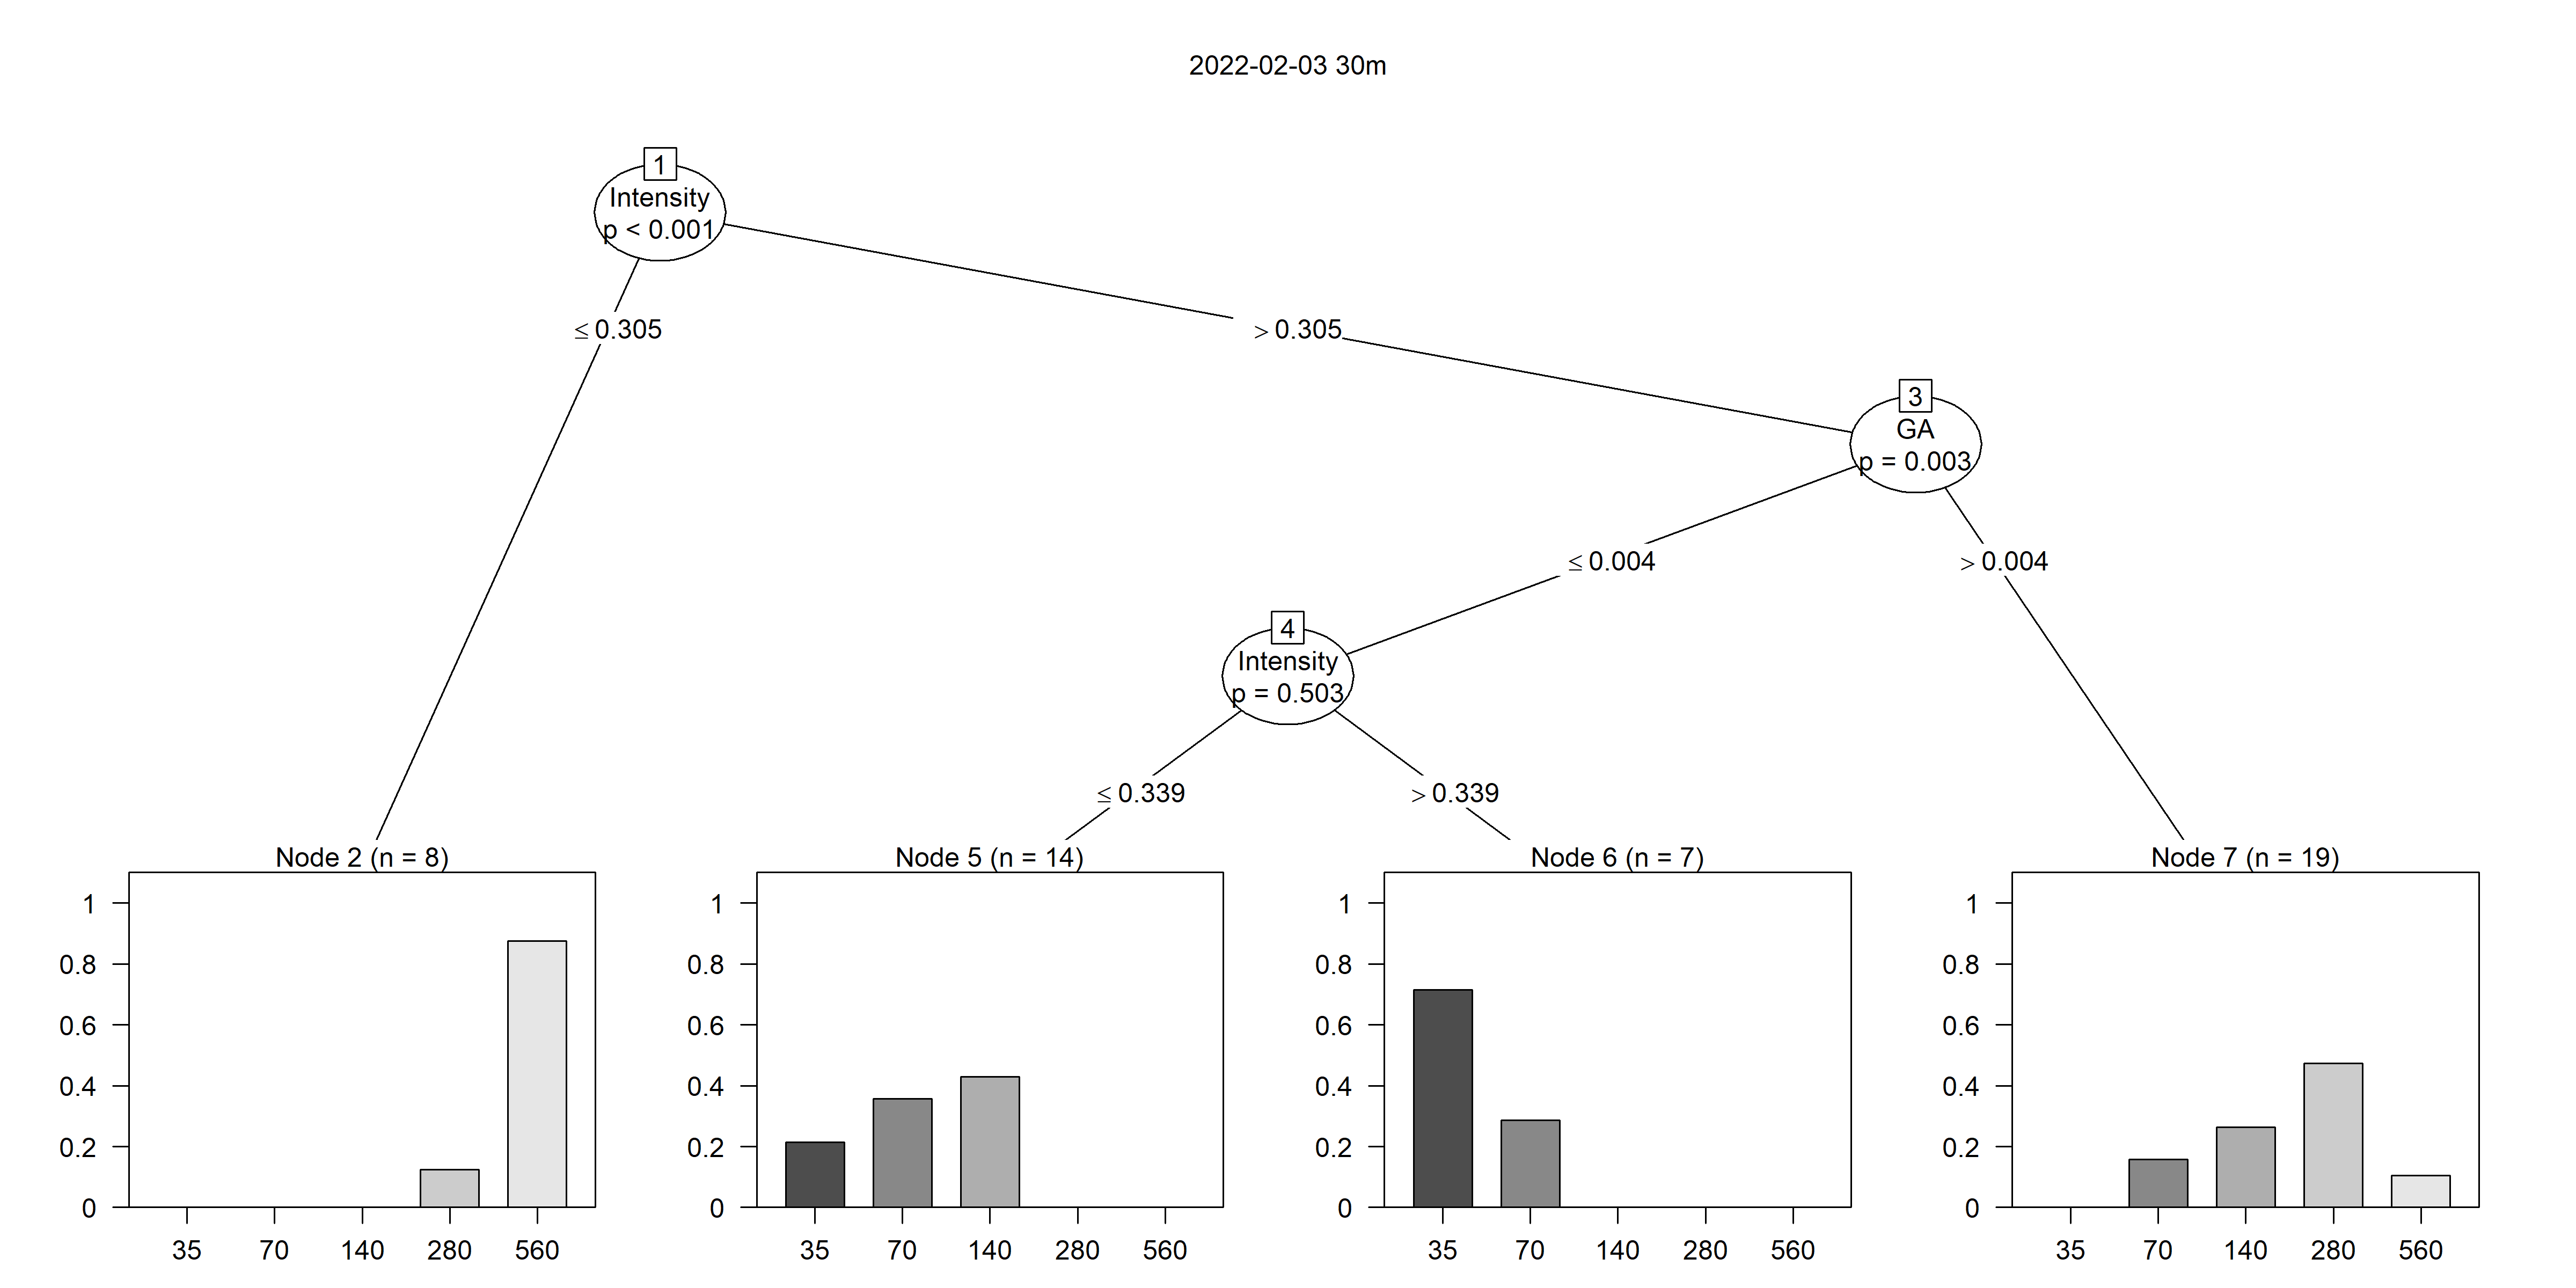 2022-02-03 30m
1
Intensity
p < 0.001
≤ 0.305
> 0.305
3
GA
p = 0.003
≤ 0.004
> 0.004
4
Intensity
p = 0.503
≤ 0.339
> 0.339
Node 2 (n = 8)
1
0.8
0.6
0.4
0.2
0
35 70 140 280 560
Node 5 (n = 14)
1
0.8
0.6
0.4
0.2
0
35 70 140 280 560
Node 6 (n = 7)
1
0.8
0.6
0.4
0.2
0
35 70 140 280 560
Node 7 (n = 19)
1
0.8
0.6
0.4
0.2
0
35 70 140 280 560